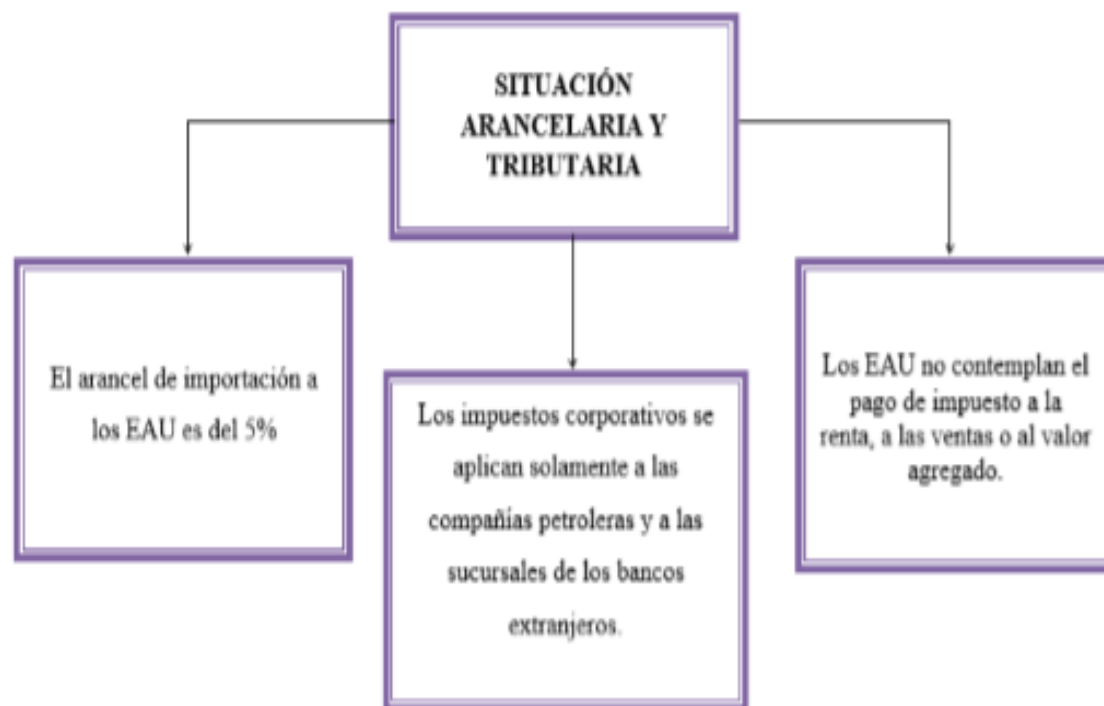 SITUACIÓN
ARANCELARIA Y
TRIBUTARIA
El arancel de importación a
los EAU es del 5%
Los impuestos corporativos se
aplican solamente a las
compañías petroleras y a las
sucursales de los bancos
extranjeros.
Los EAU no contemplan el
pago de impuesto a la
renta, a las ventas o al valor
agregado.